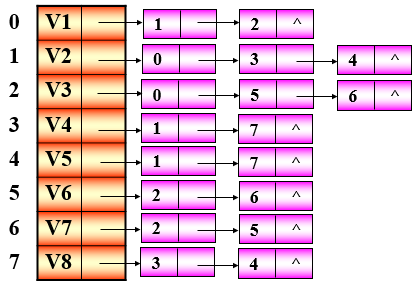 0 V1 1 2 ^
1 V2 0 3 4 ^
2 V3 0 5 6 ^
3 V4 1 7 ^
4 V5 1 7 ^
5 V6 2 6 ^
6 V7 2 5 ^
7 V8 3 4 ^